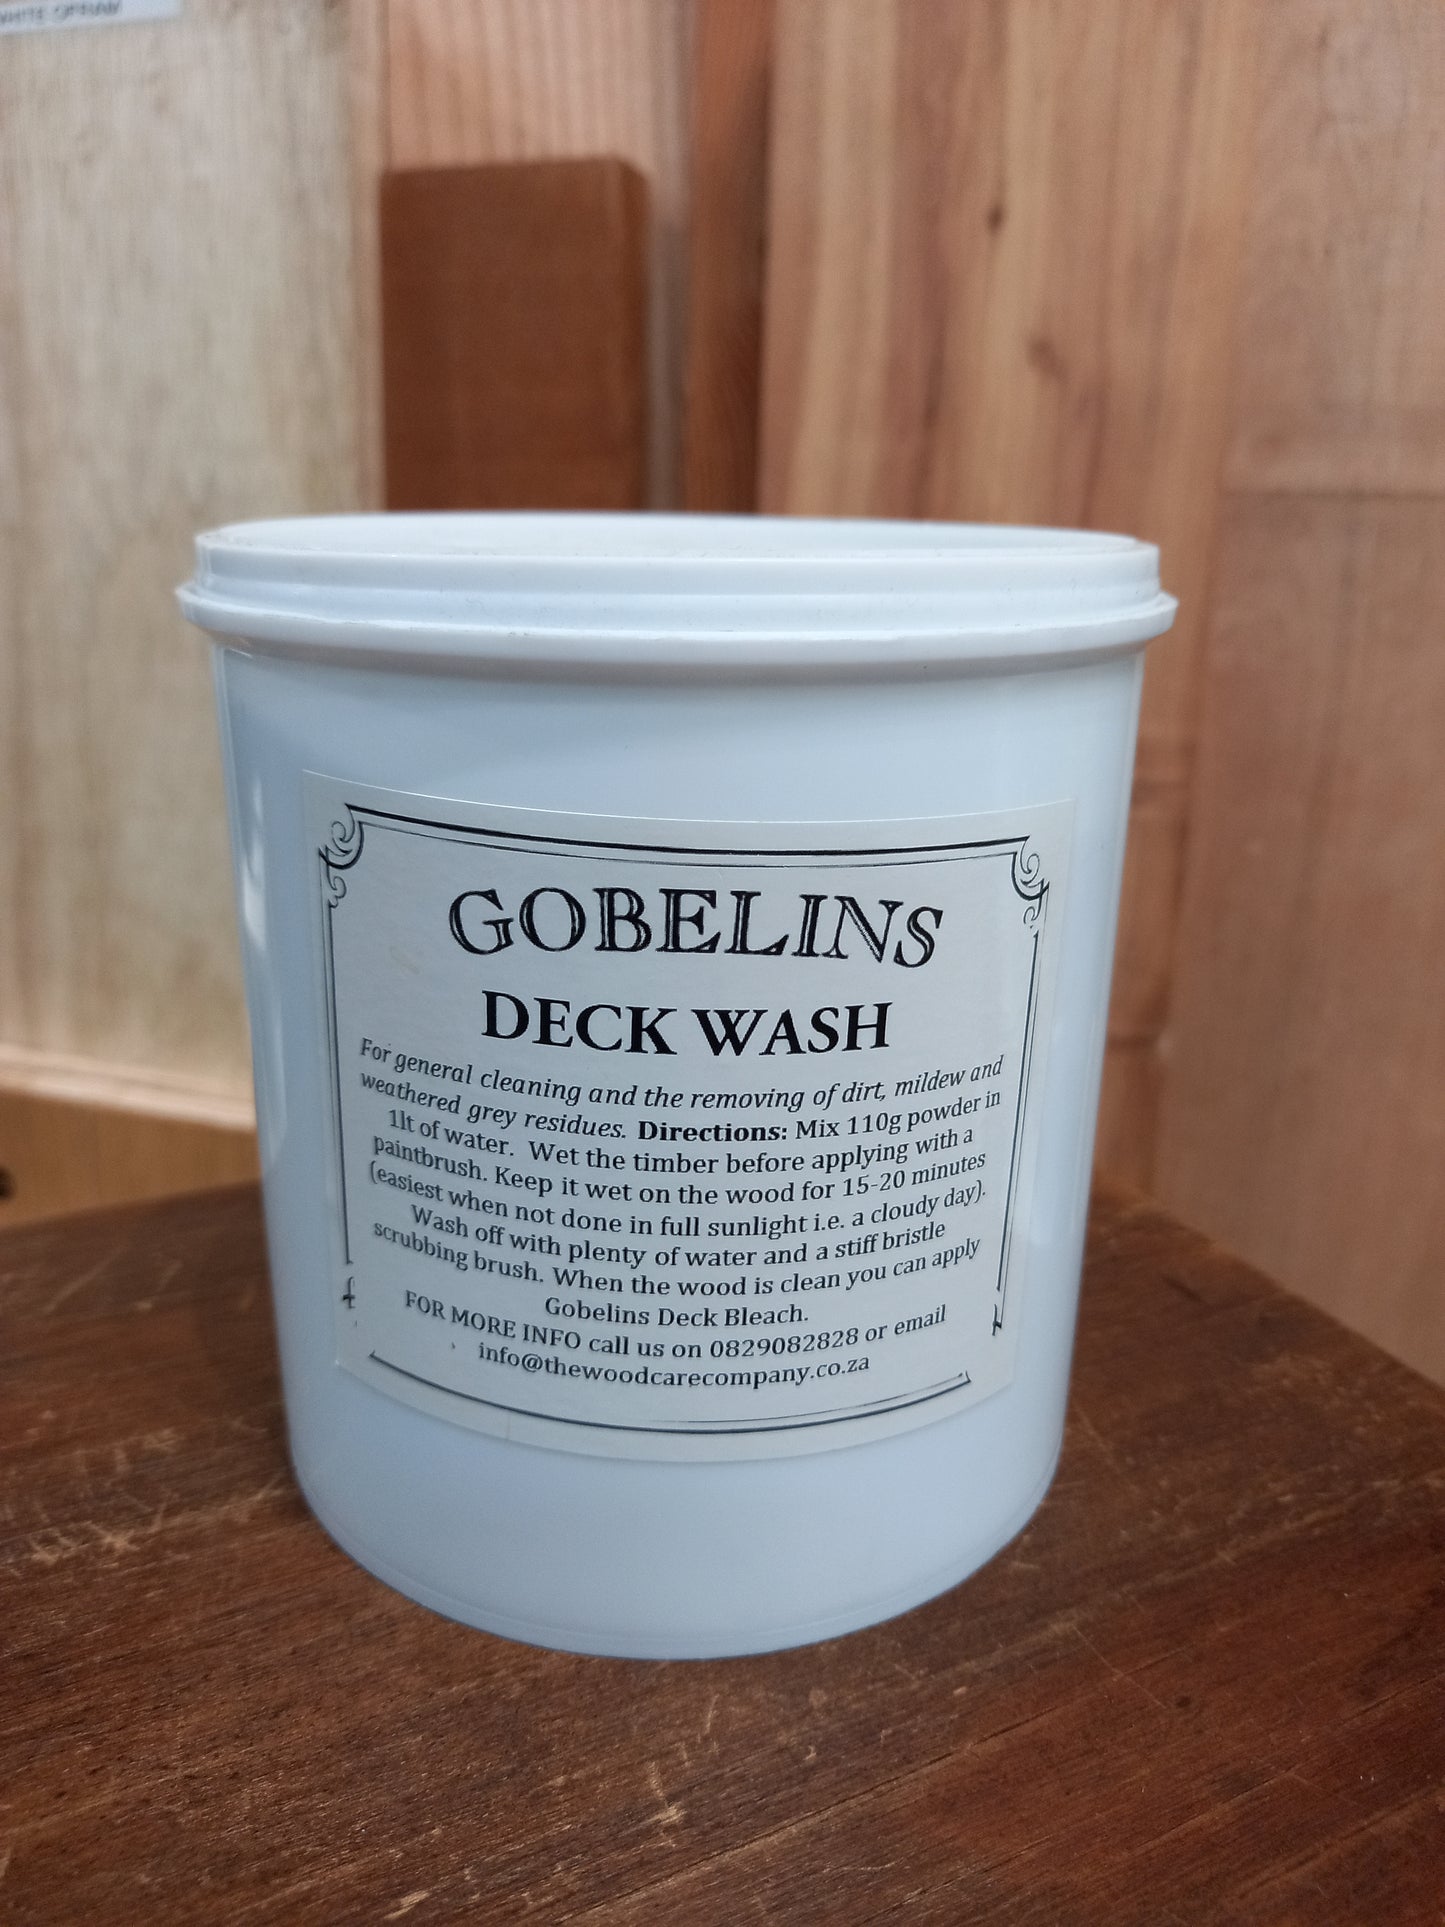 WHITE OPTISAW
GOBELINS
DECK WASH
For general cleaning and the removing of dirt, mildew and
weathered grey residues. Directions: Mix 110g powder in
1lt of water. Wet the timber before applying with a
paintbrush. Keep it wet on the wood for 15-20 minutes
(easiest when not done in full sunlight i.e. a cloudy day).
Wash off with plenty of water and a stiff bristle
scrubbing brush. When the wood is clean you can apply
Gobelins Deck Bleach.
FOR MORE INFO call us on 0829082828 or email
info@thewoodcarecompany.co.za